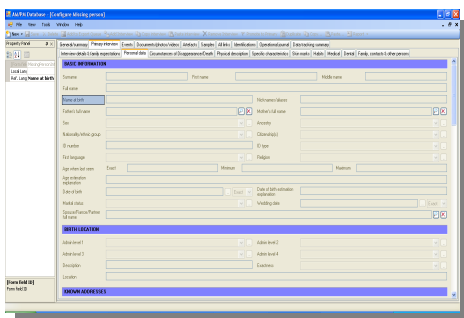 AM/PM Database - [Configure Missing person]
File View Tools Window Help
New
Property Panel
General/summary Primary interview Events Documents/photos/videos Artefacts Samples All links Identifications Operational journal Data tracking summary
Interview details & family expectations Personal data Circumstances of Disappearance/Death Physical description Specific characteristics Skin marks Habits Medical Dental Family, contacts & other persons
BASIC INFORMATION
Surname First name Middle name
Full name
Name at birth Nicknames/aliases
Father's full name Mother's full name
Sex Ancestry
Nationality/ethnic group Citizenship(s)
ID number ID type
First language Religion
Age when last seen Exact Minimum Maximum
Age estimation explanation
Date of birth Exact Date of birth estimation explanation
Marital status Wedding date Exact
Spouse/Fiance/Partner full name
BIRTH LOCATION
Admin level 1 Admin level 2
Admin level 3 Admin level 4
Description Exactness
Location
KNOWN ADDRESSES
Ref. Lang Name at birth
[Form field ID]
Form field ID